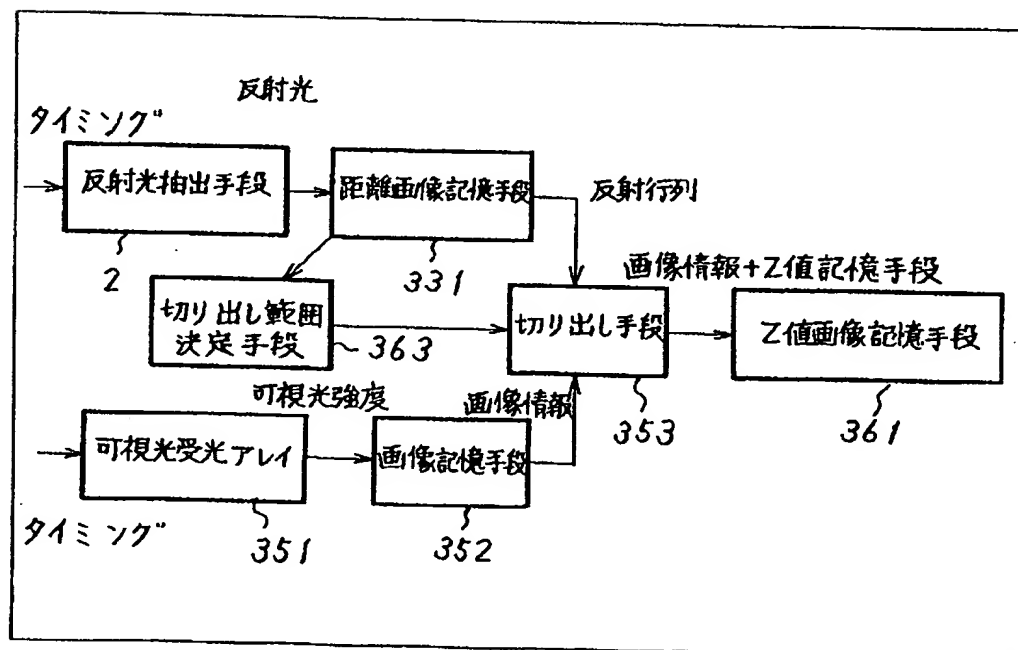 反射光
タイミング
反射光抽出手段
距離画像記憶手段
反射行列
2
331
画像情報+Z値記憶手段
切り出し範囲
決定手段
363
切り出し手段
Z値画像記憶手段
353
361
可視光強度
画像情報
可視光受光アレイ
画像記憶手段
タイミング
351
352